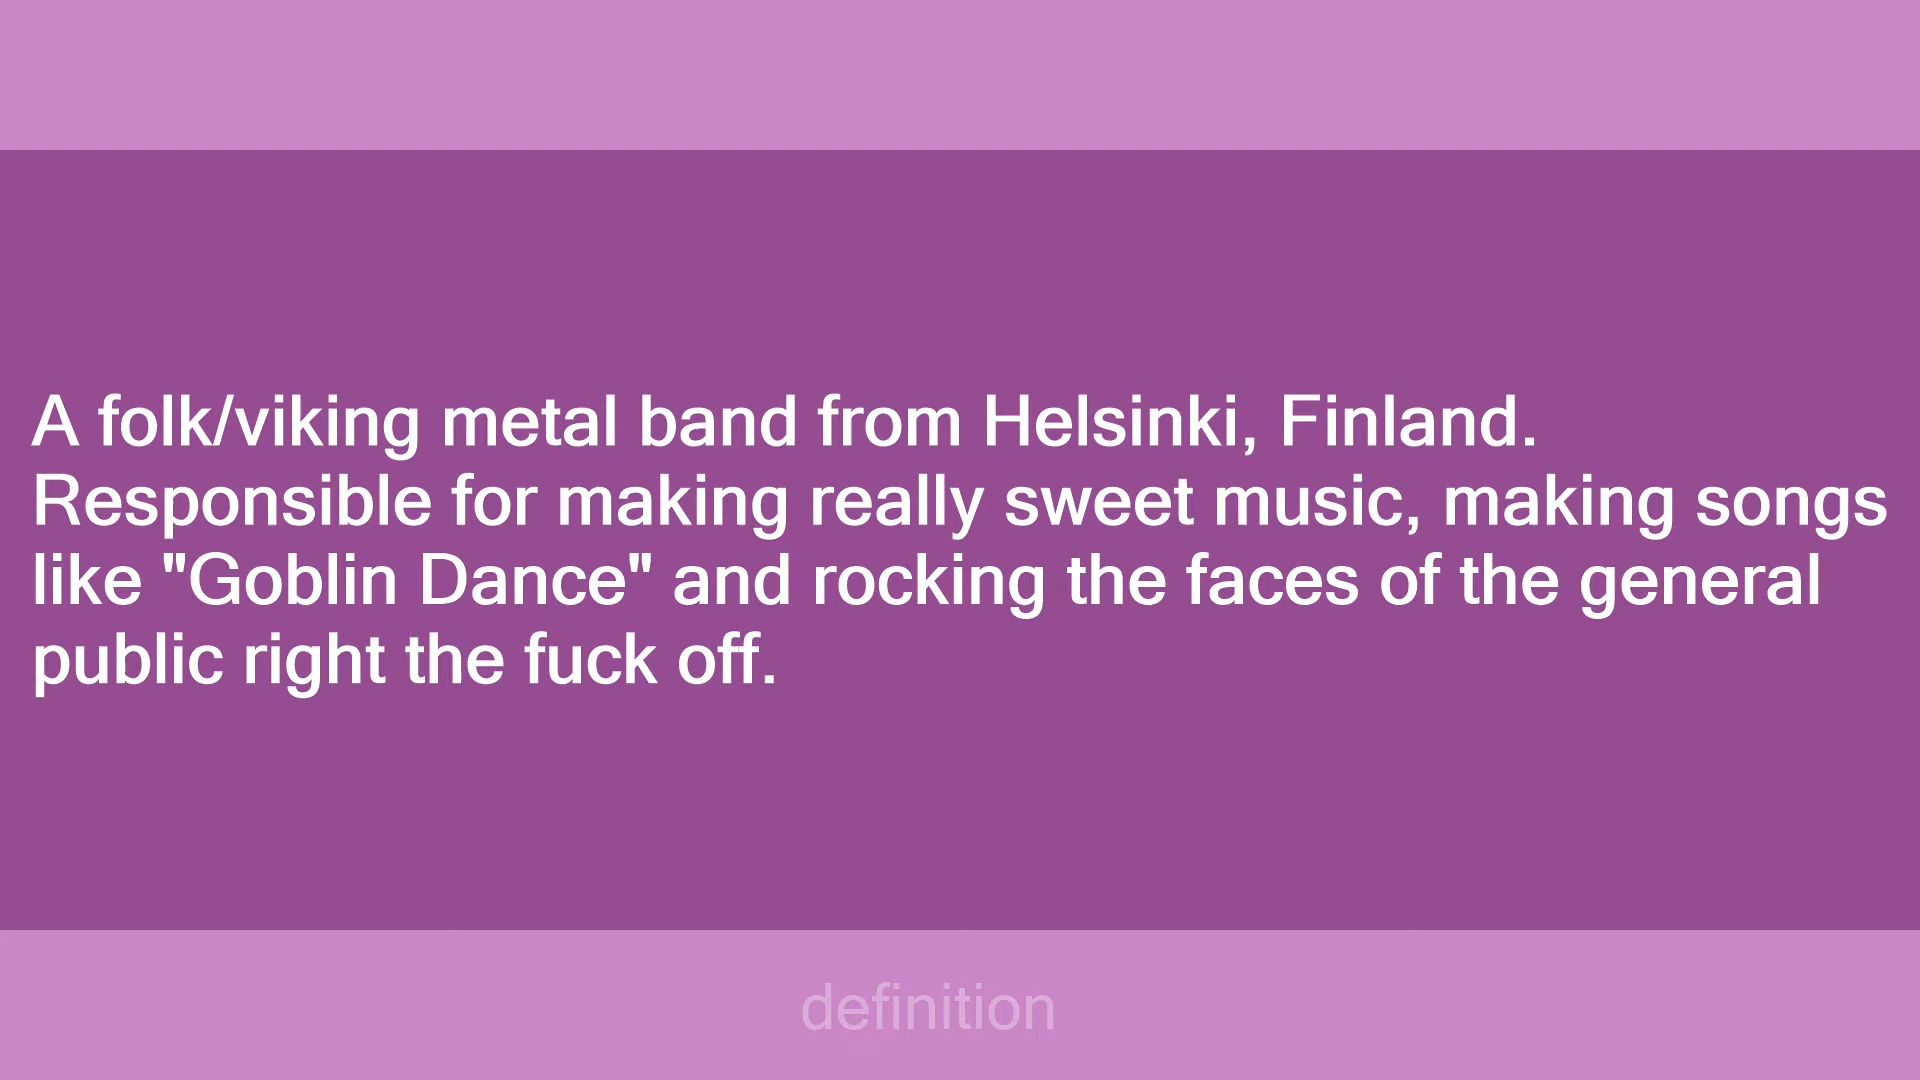 A folk/viking metal band from Helsinki, Finland.
Responsible for making really sweet music, making songs
like "Goblin Dance" and rocking the faces of the general
public right the fuck off.
definition